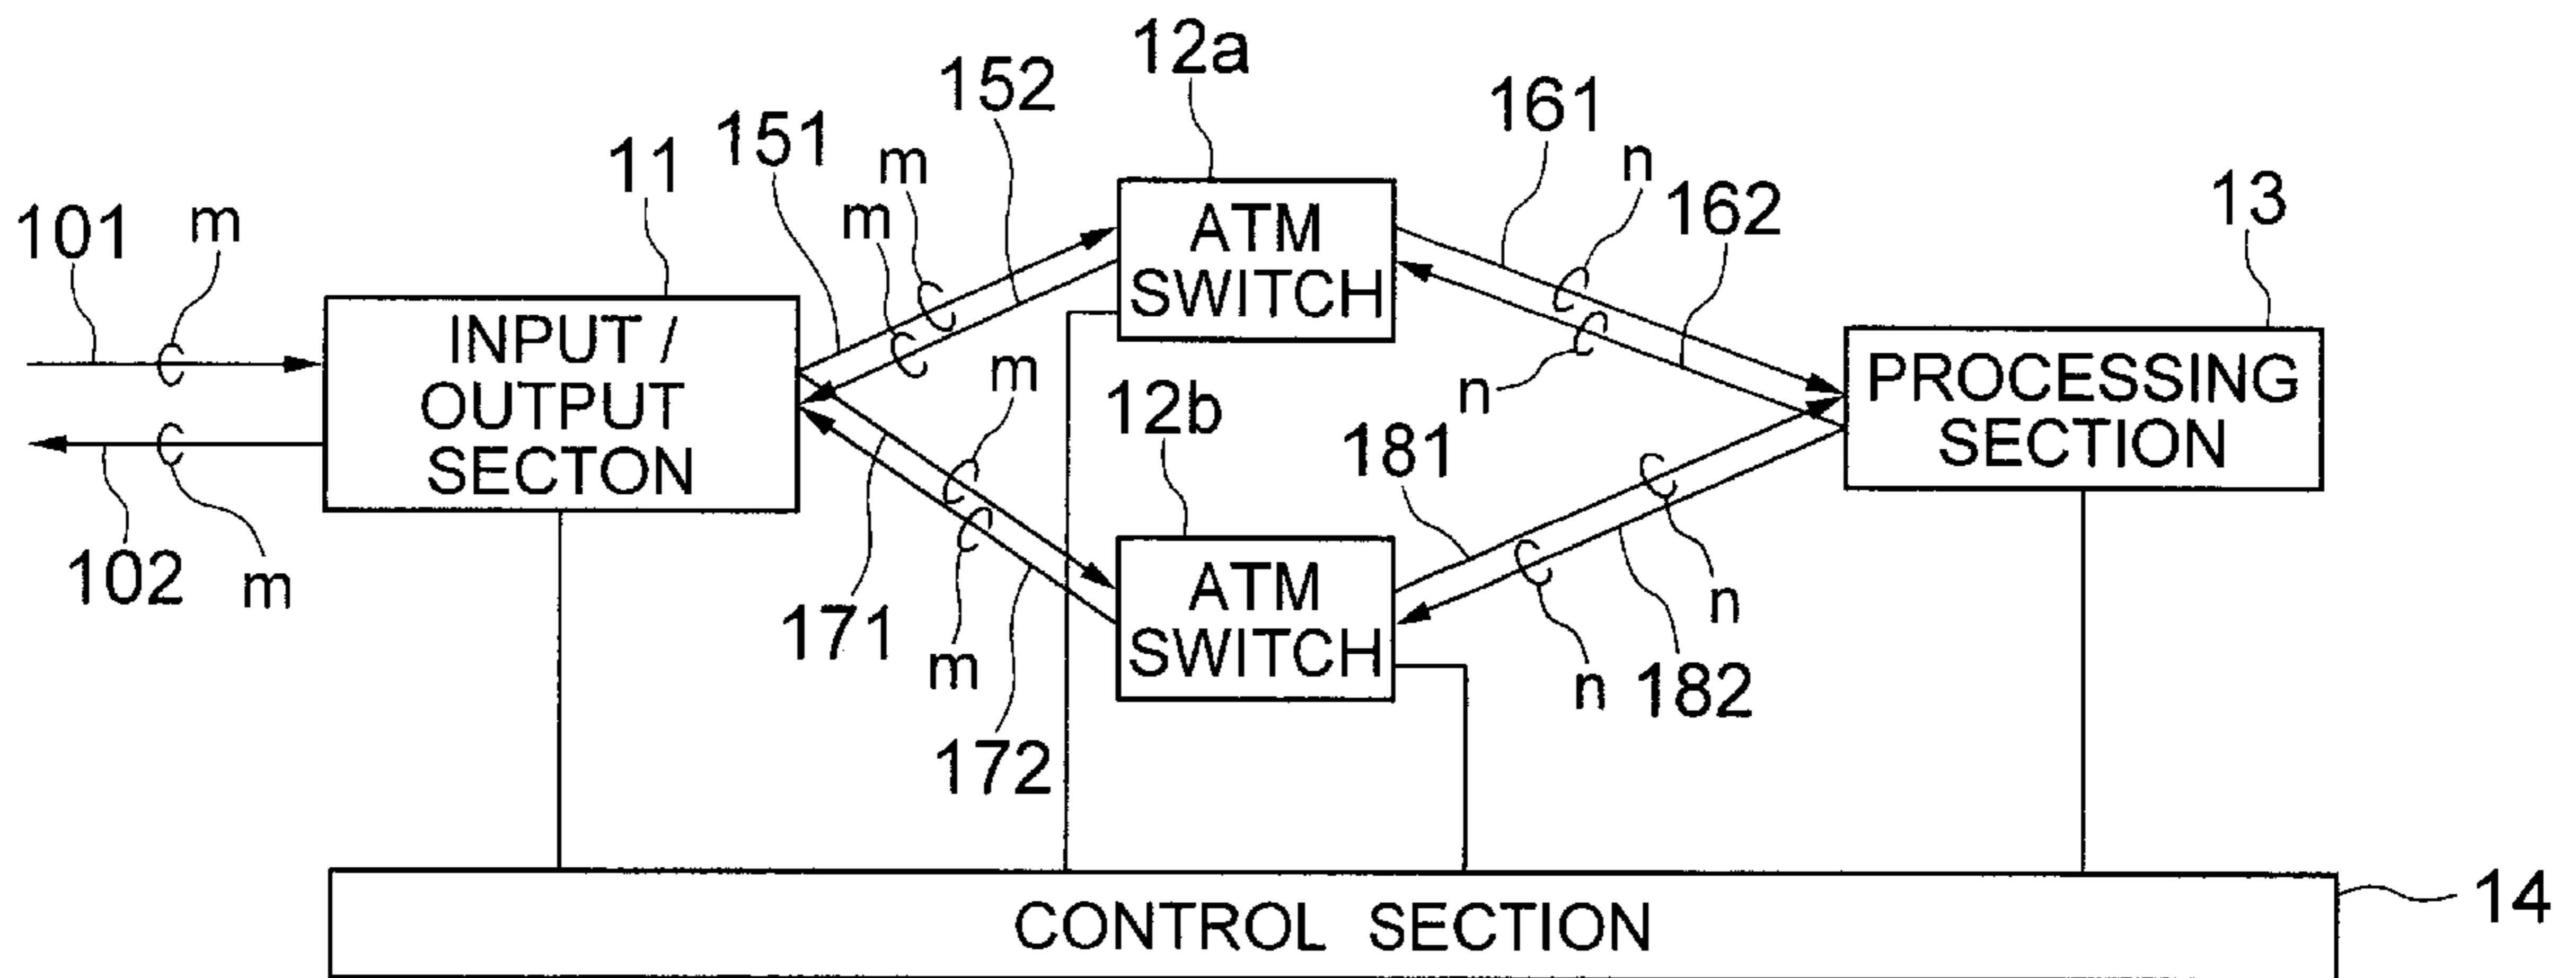 12a
152
161
151
m
n
11
162
13
m
101
m
ATM
SWITCH
INPUT /
OUTPUT
SECTON
m
n
PROCESSING
SECTION
12b
181
102
m
171
ATM
SWITCH
n
m
n
182
172
CONTROL SECTION
14